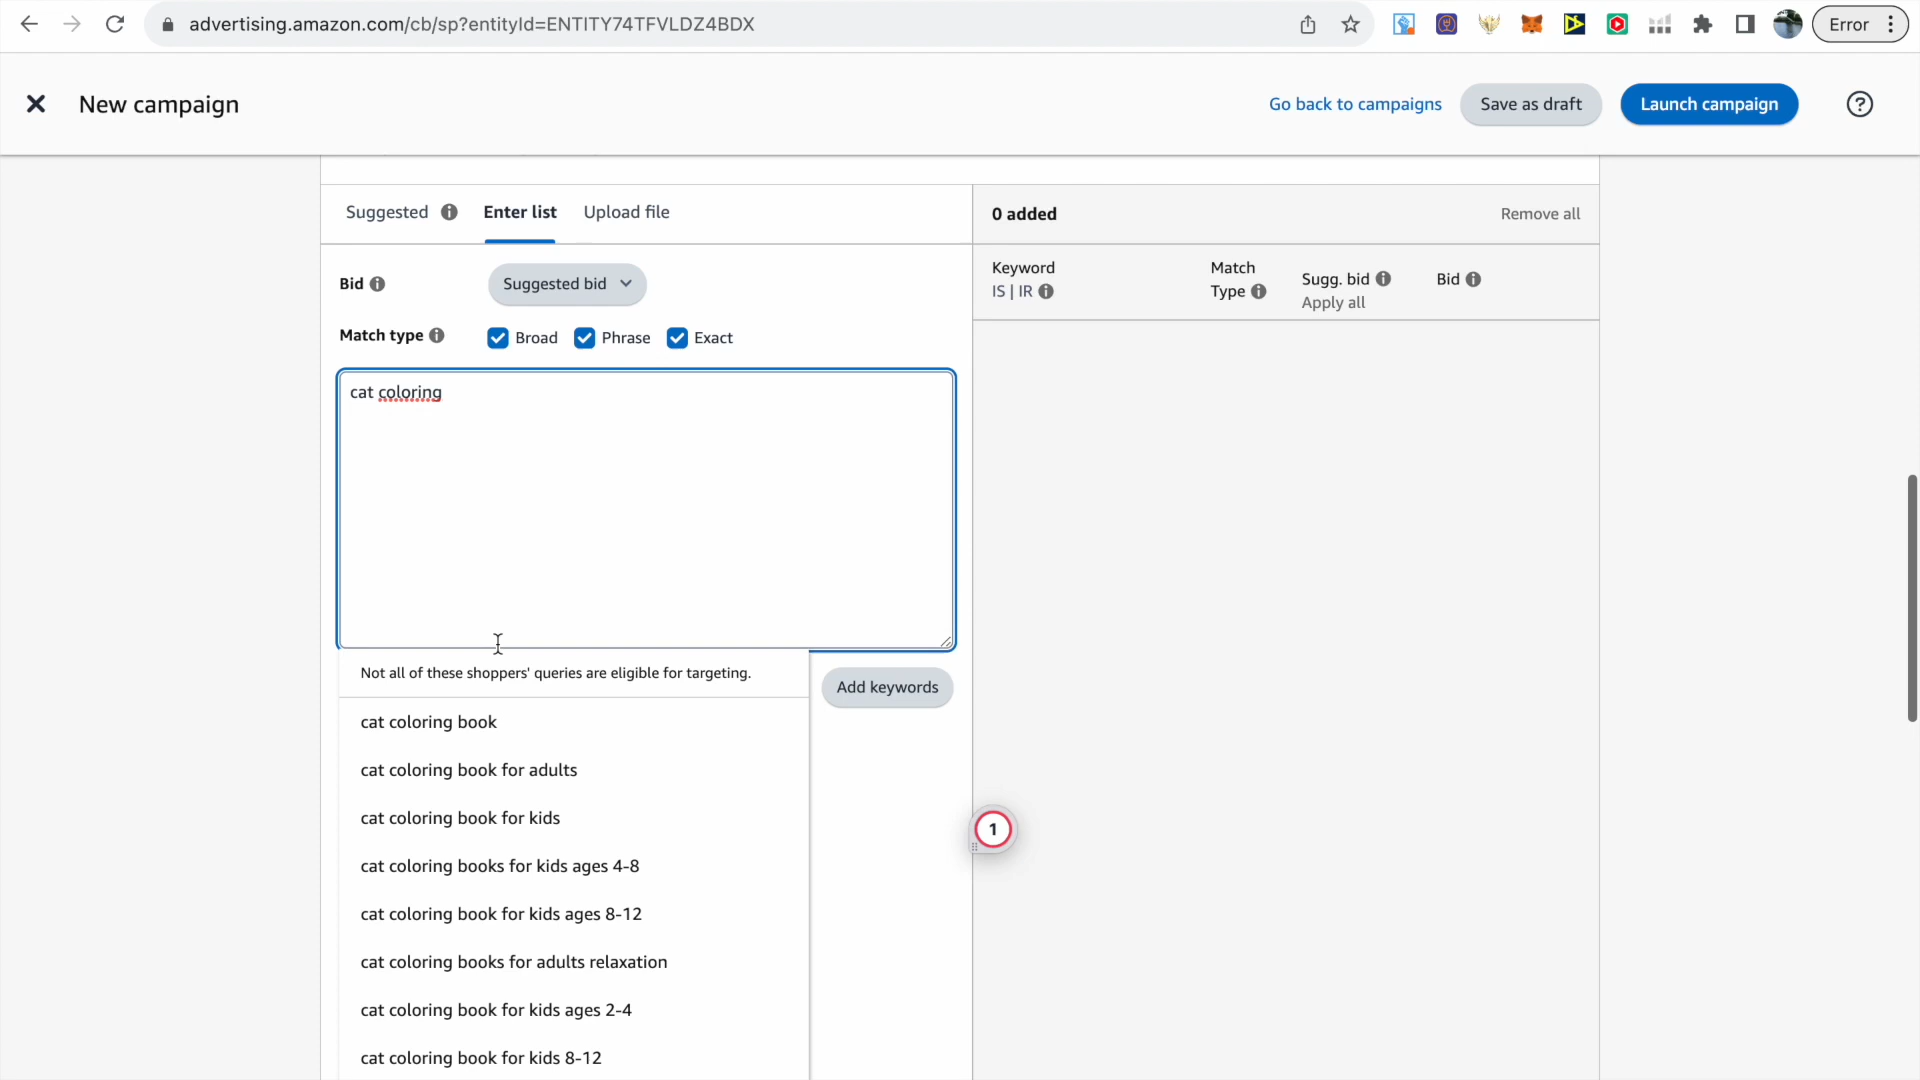 advertising.amazon.com/cb/sp?entityId=ENTITY74TFVLDZ4BDX
Error
New campaign
Go back to campaigns
Save as draft
Launch campaign
Suggested
Enter list
Upload file
0 added
Remove all
Bid
Suggested bid
Keyword
IS | IR
Match
Type
Sugg. bid
Apply all
Bid
Match type
Broad
Phrase
Exact
cat coloring
Not all of these shoppers' queries are eligible for targeting.
Add keywords
cat coloring book
cat coloring book for adults
cat coloring book for kids
1
cat coloring books for kids ages 4-8
cat coloring book for kids ages 8-12
cat coloring books for adults relaxation
cat coloring book for kids ages 2-4
cat coloring book for kids 8-12